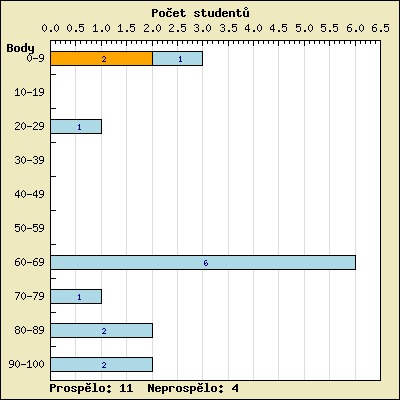 Počet studentů
0.0 0.5 1.0 1.5 2.0 2.5 3.0 3.5 4.0 4.5 5.0 5.5 6.0 6.5
Body
0-9 2 1
10-19
20-29 1
30-39
40-49
50-59
60-69 6
70-79 1
80-89 2
90-100 2
Prospělo: 11 Neprospělo: 4